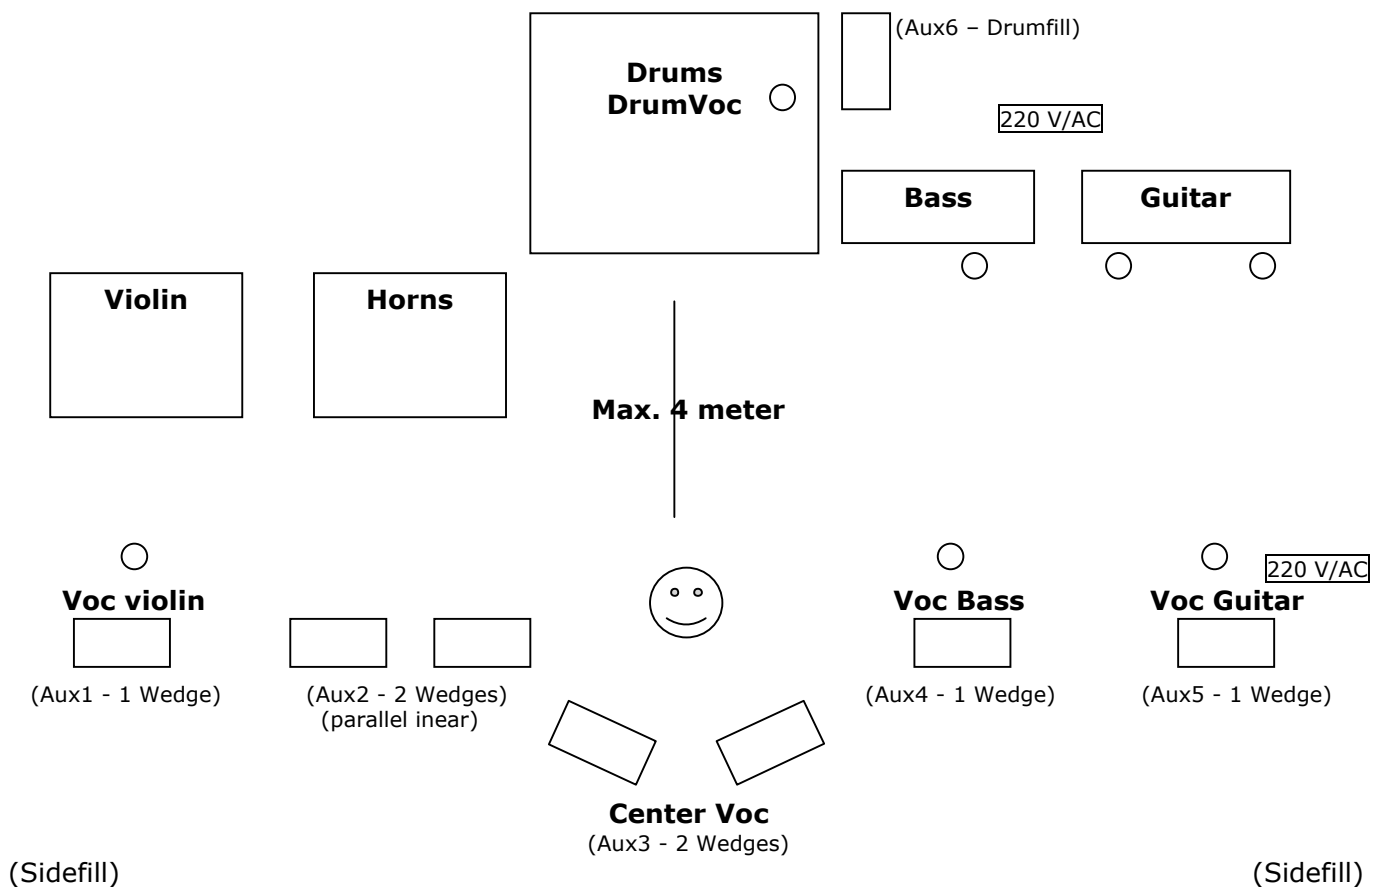 (Aux6 – Drumfill)
Drums
DrumVoc
220 V/AC
Bass
Guitar
Violin
Horns
Max. 4 meter
220 V/AC
Voc violin
Voc Bass
Voc Guitar
(Aux1 - 1 Wedge)
(Aux2 - 2 Wedges)
(parallel inear)
(Aux4 - 1 Wedge)
(Aux5 - 1 Wedge)
Center Voc
(Aux3 - 2 Wedges)
(Sidefill)
(Sidefill)